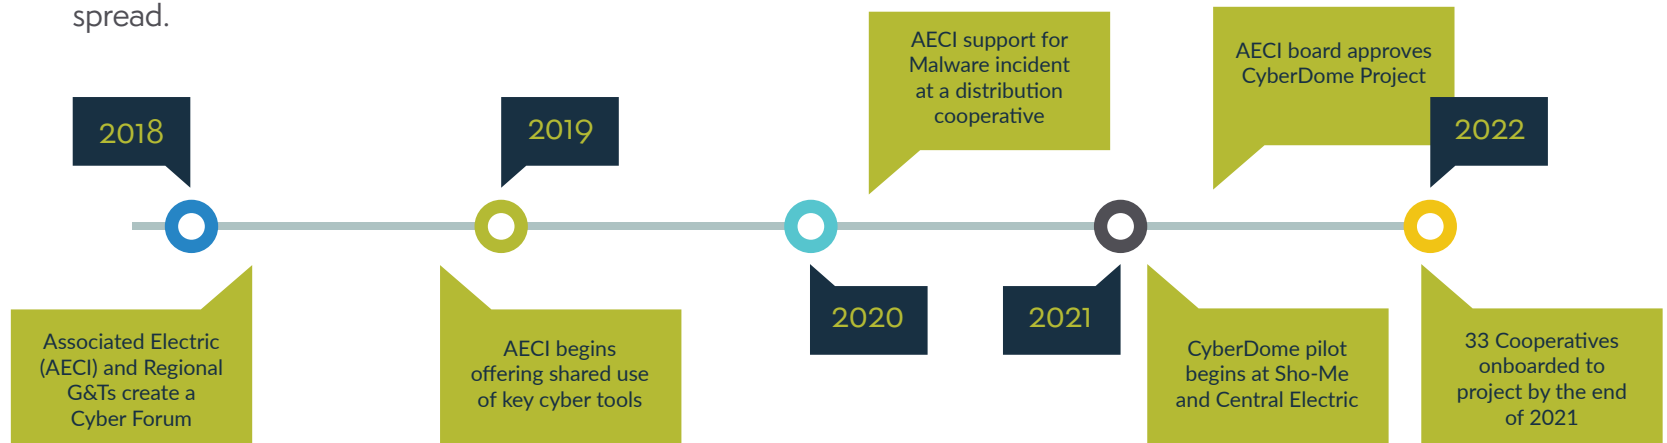 spread.
2018
Associated Electric
(AECI) and Regional
G&Ts create a
Cyber Forum
2019
AECI begins
offering shared use
of key cyber tools
AECI support for
Malware incident
at a distribution
cooperative
2020
2021
CyberDome pilot
begins at Sho-Me
and Central Electric
AECI board approves
CyberDome Project
2022
33 Cooperatives
onboarded to
project by the end
of 2021